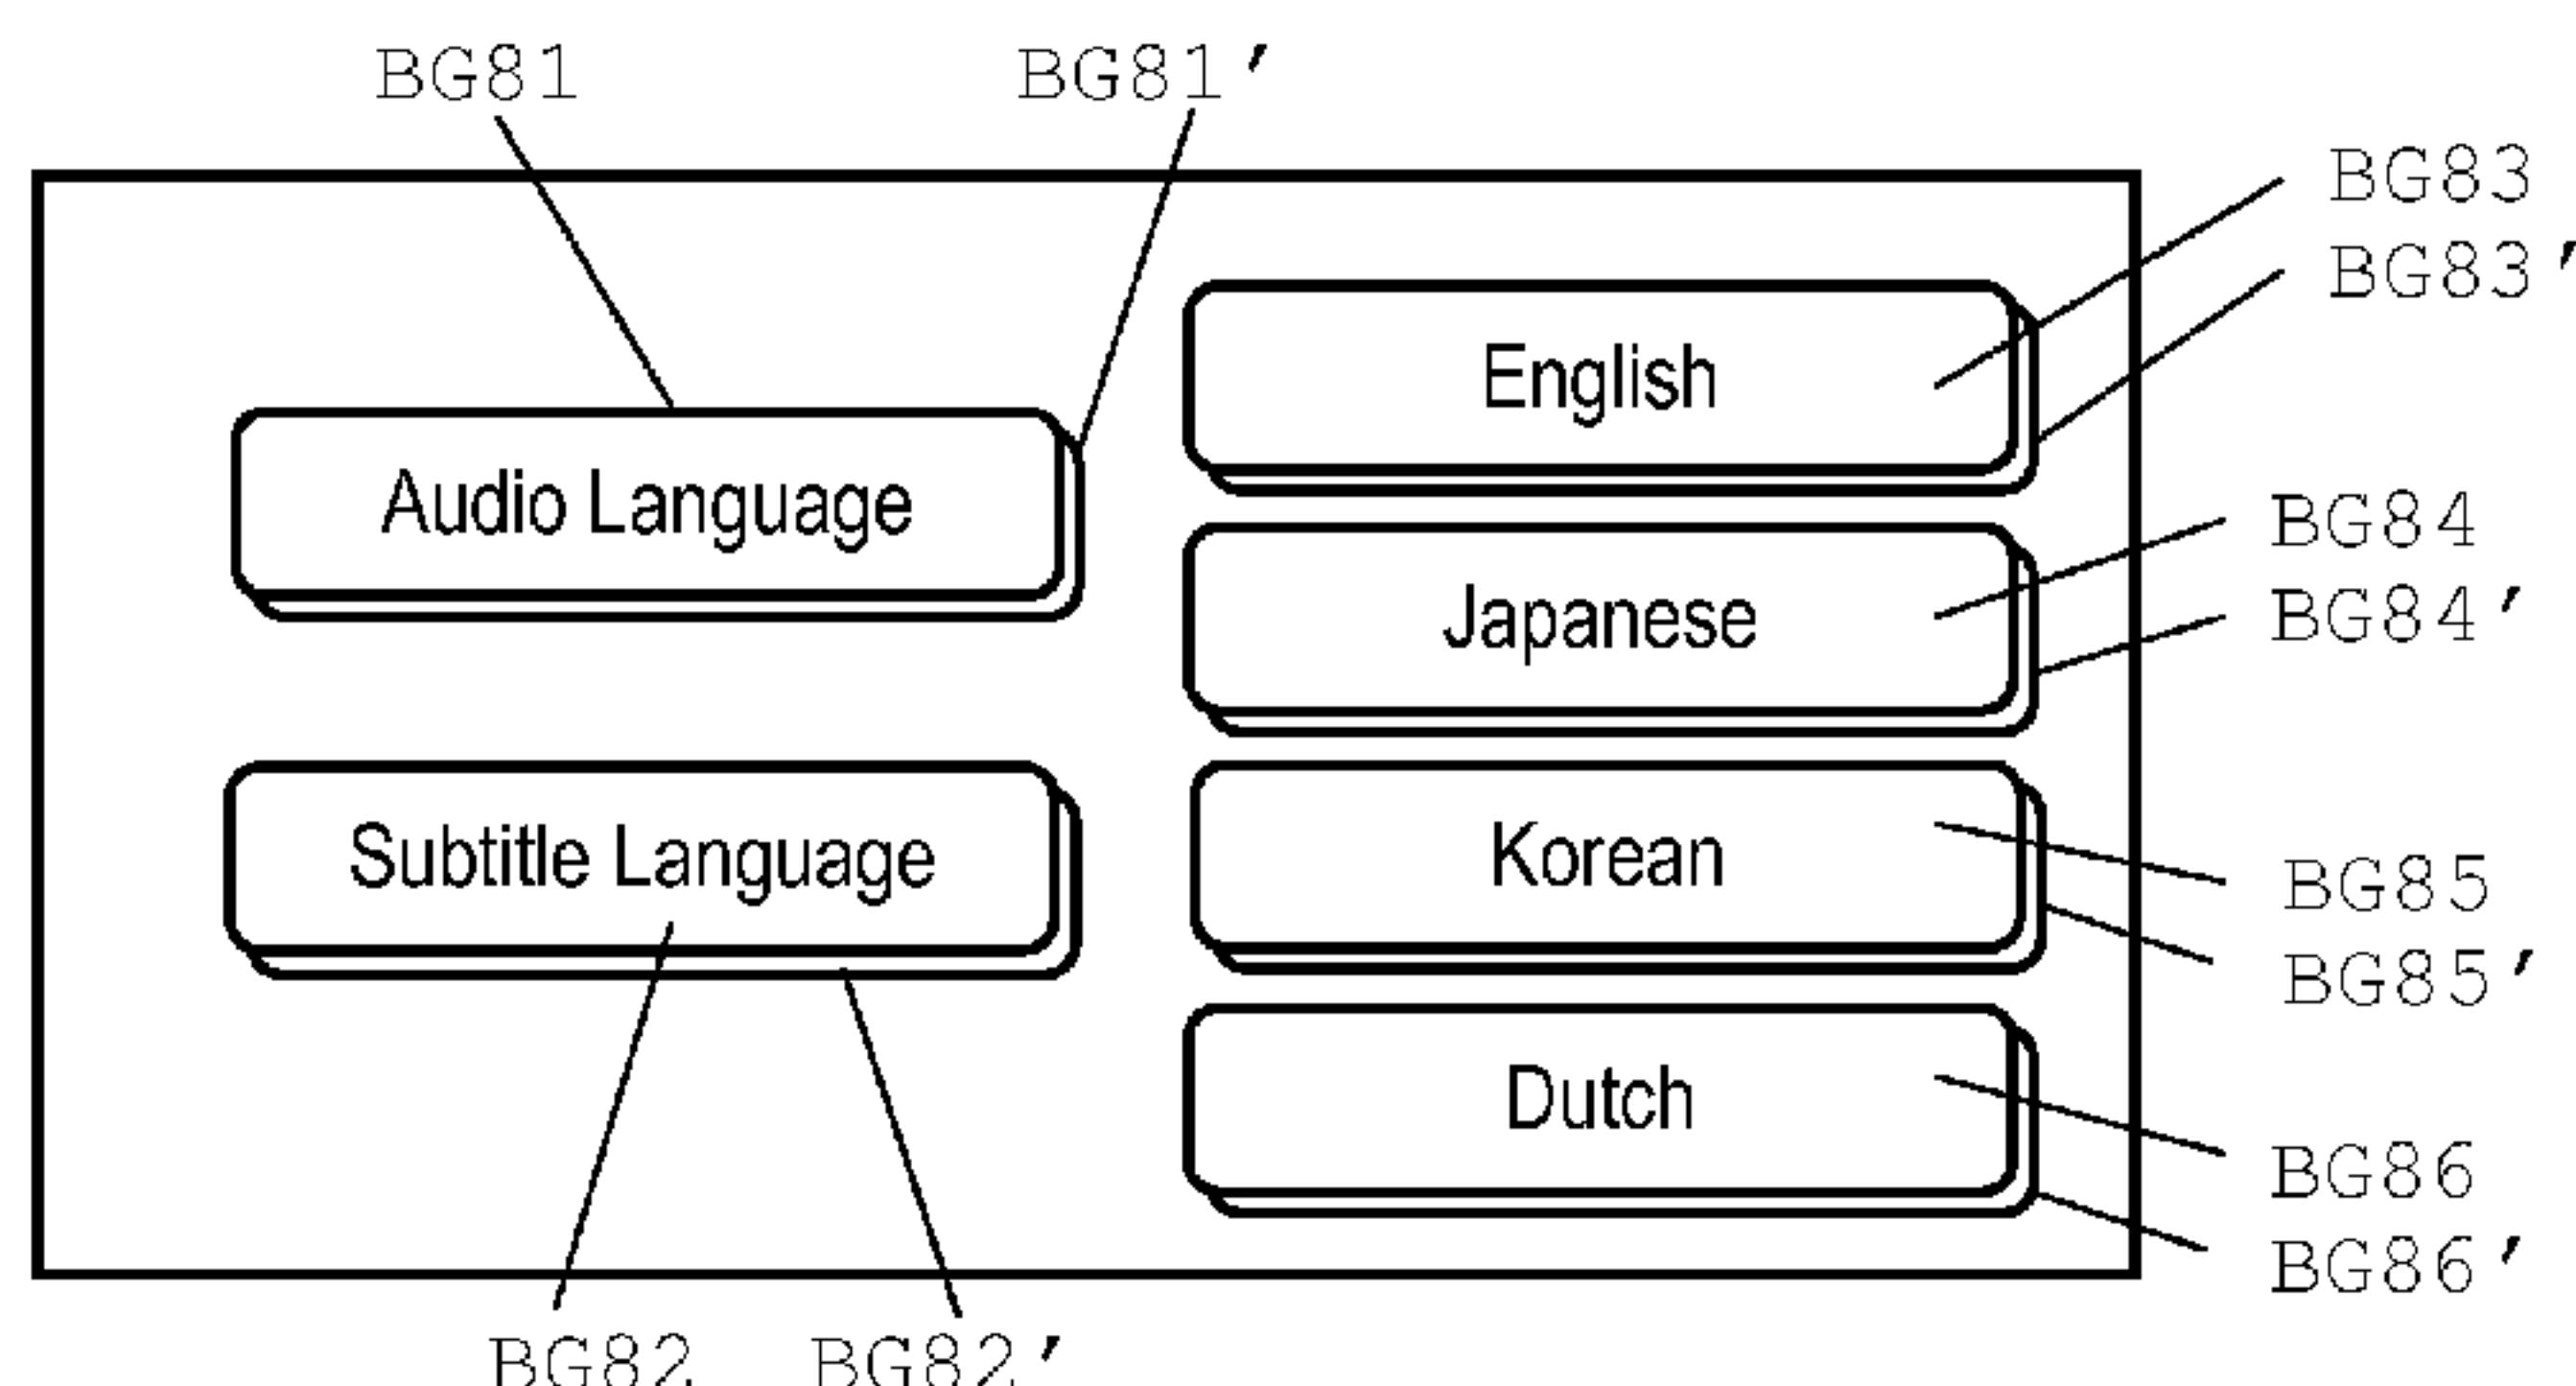 BG81 BG81'
BG83
BG83'
English
Audio Language
BG84
Japanese
BG84'
Subtitle Language
Korean
BG85
BG85'
Dutch
BG86
BG86'
BG82 BG82'